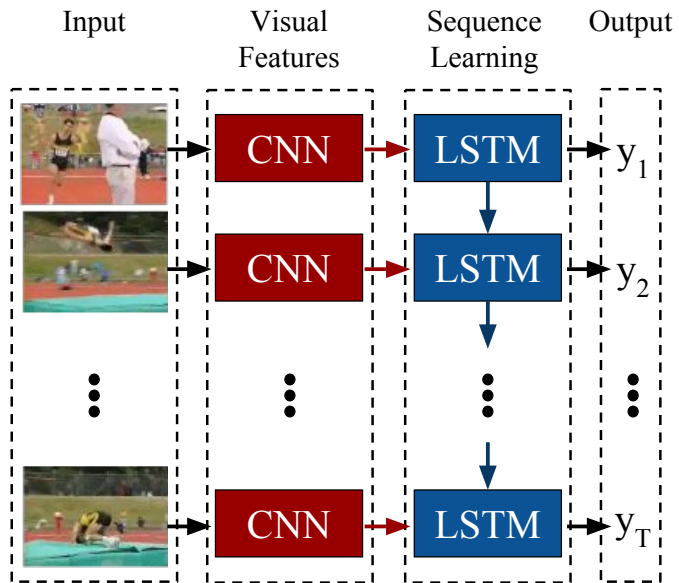 Input
Visual
Features
Sequence
Learning
Output
CNN
LSTM
y1
CNN
LSTM
y2
CNN
LSTM
yT